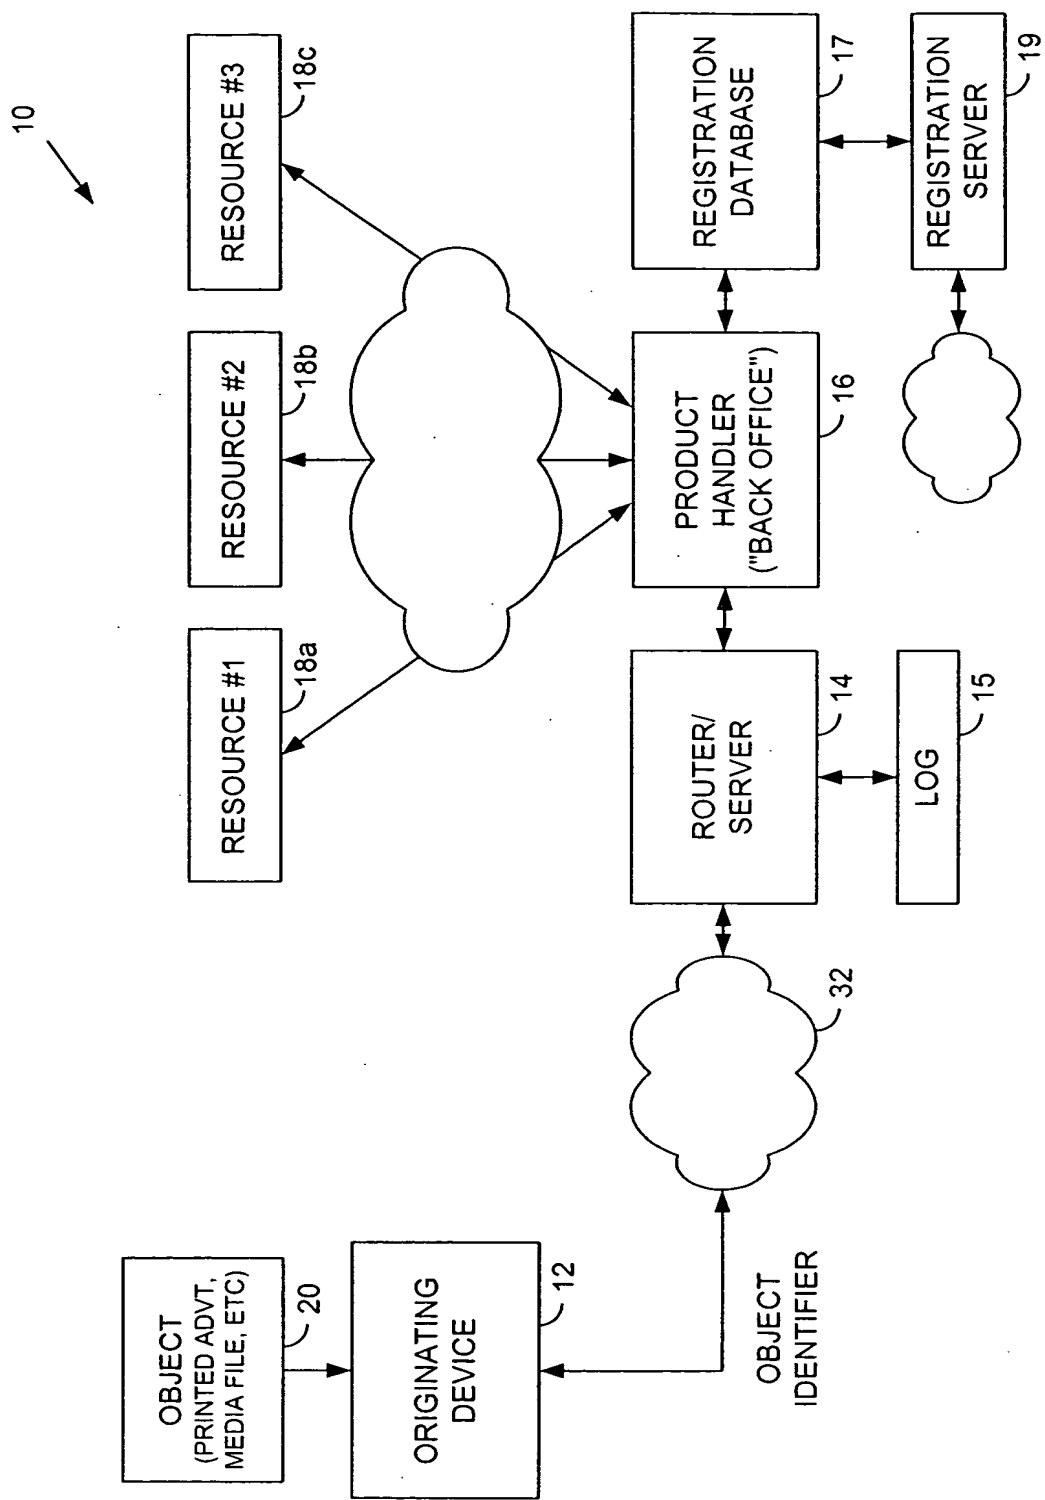 10
OBJECT
(PRINTED ADVT,
MEDIA FILE, ETC)
20
ORIGINATING
DEVICE
12
OBJECT
IDENTIFIER
32
RESOURCE #1
18a
RESOURCE #2
18b
RESOURCE #3
18c
ROUTER/
SERVER
14
LOG
15
PRODUCT
HANDLER
("BACK OFFICE")
16
REGISTRATION
DATABASE
17
REGISTRATION
SERVER
19